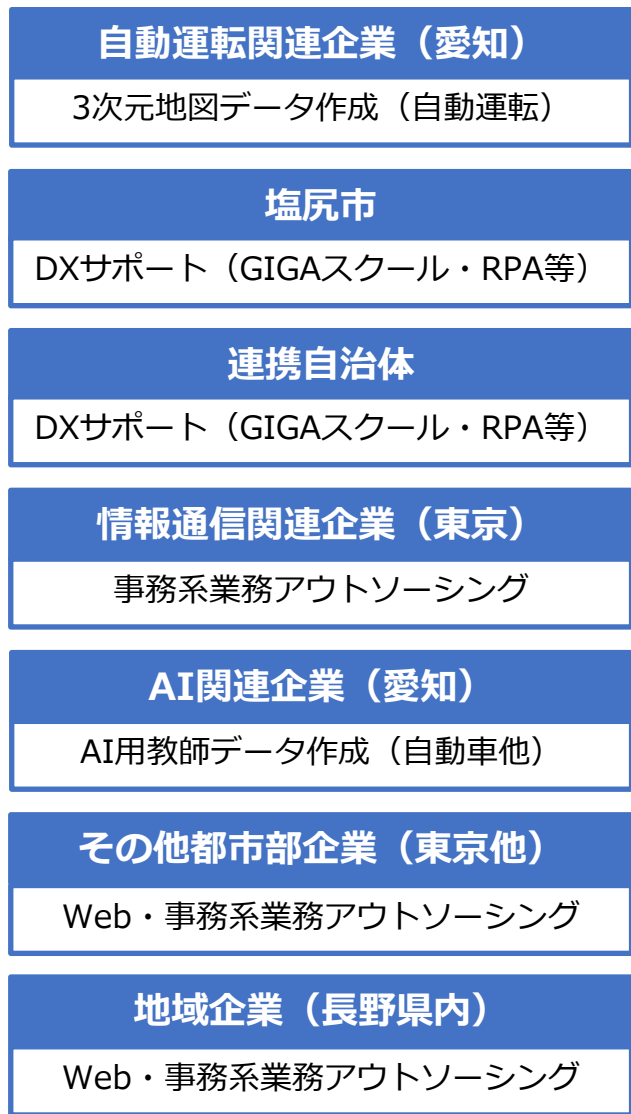 自動運転関連企業（愛知）
3次元地図データ作成（自動運転）
塩尻市
DXサポート（GIGAスクール・RPA等）
連携自治体
DXサポート（GIGAスクール・RPA等）
情報通信関連企業（東京）
事務系業務アウトソーシング
AI関連企業（愛知）
AI用教師データ作成（自動車他）
その他都市部企業（東京他）
Web・事務系業務アウトソーシング
地域企業（長野県内）
Web・事務系業務アウトソーシング